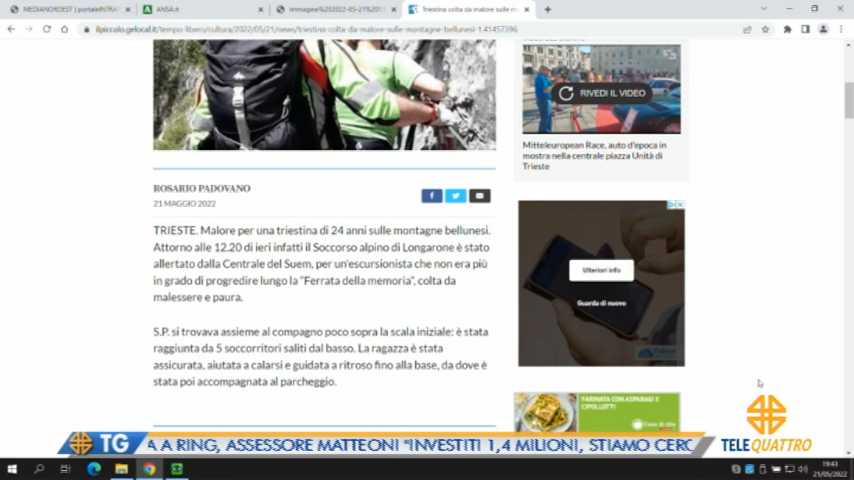 MEDIANORDEST | portaleINTRA
ANSA.it
Triestina colta da malore sulle m
ilpiccolo.gelocal.it/tempo-libero/cultura/2022/05/21/news/triestina-colta-da-malore-sulle-montagne-bellunesi-1.41457396
RIVEDI IL VIDEO
Mitteleuropean Race, auto d'epoca in
mostra nella centrale piazza Unità di
Trieste
ROSARIO PADOVANO
21 MAGGIO 2022
TRIESTE. Malore per una triestina di 24 anni sulle montagne bellunesi.
Attorno alle 12.20 di ieri infatti il Soccorso alpino di Longarone è stato
allertato dalla Centrale del Suem, per un'escursionista che non era più
in grado di progredire lungo la "Ferrata della memoria", colta da
malessere e paura.
S.P. si trovava assieme al compagno poco sopra la scala iniziale: è stata
raggiunta da 5 soccorritori saliti dal basso. La ragazza è stata
assicurata, aiutata a calarsi e guidata a ritroso fino alla base, da dove è
stata poi accompagnata al parcheggio.
Ulteriori info
Guarda di nuovo
FARINATA CON ASPARAGI E
CIPOLLOTTI
TG
A A RING, ASSESSORE MATTEONI "INVESTITI 1,4 MILIONI, STIAMO CERC
TELEQUATTRO
19:43
21/05/2022